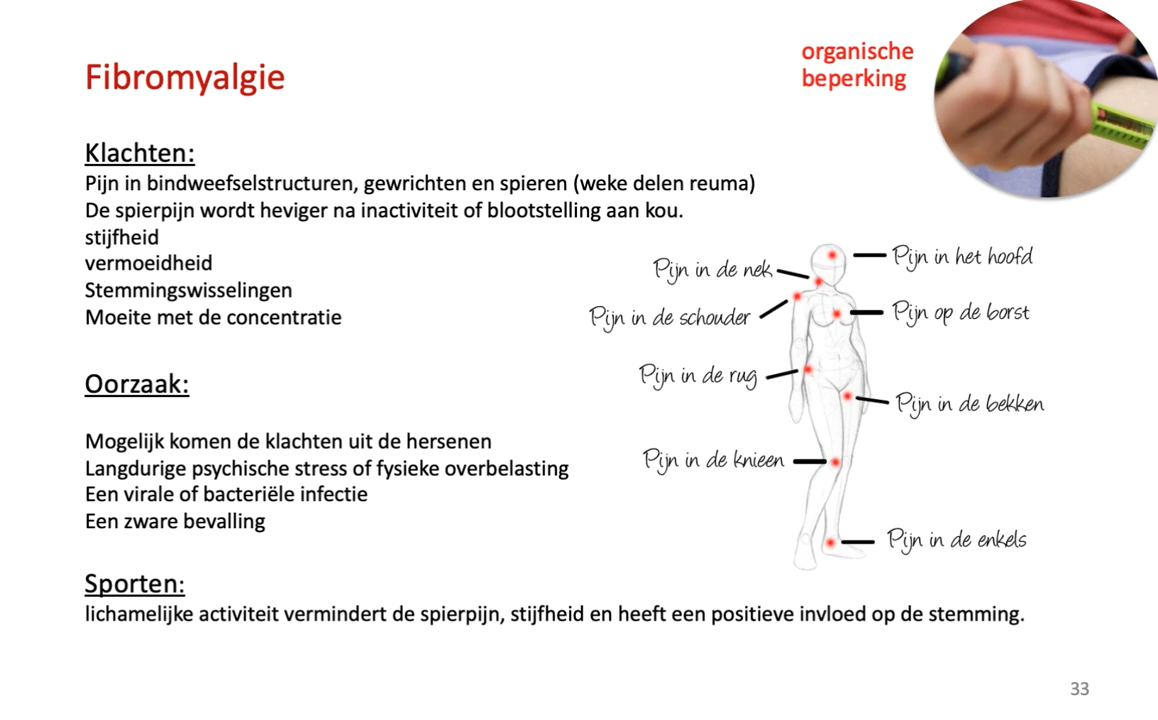 organische
beperking
Fibromyalgie
Klachten:
Pijn in bindweefselstructuren, gewrichten en spieren (weke delen reuma)
De spierpijn wordt heviger na inactiviteit of blootstelling aan kou.
stijfheid
vermoeidheid
Stemmingswisselingen
Moeite met de concentratie
Pijn in het hoofd
Pijn in de nek
Pijn in de schouder
Pijn op de borst
Pijn in de rug
Pijn in de bekken
Pijn in de knieen
Pijn in de enkels
Oorzaak:
Mogelijk komen de klachten uit de hersenen
Langdurige psychische stress of fysieke overbelasting
Een virale of bacteriële infectie
Een zware bevalling
Sporten:
lichamelijke activiteit vermindert de spierpijn, stijfheid en heeft een positieve invloed op de stemming.
33